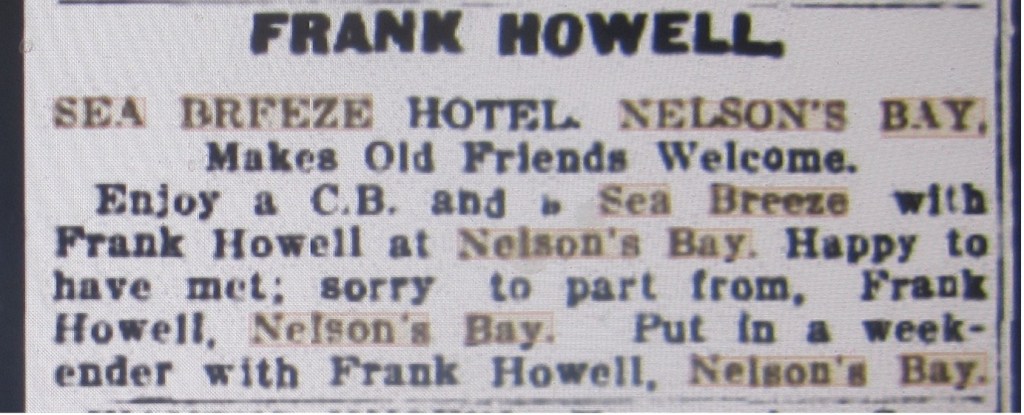 FRANK HOWELL.
SEA BREEZE HOTEL. NELSON'S BAY,
Makes Old Friends Welcome.
Enjoy a C.B. and a Sea Breeze with
Frank Howell at Nelson's Bay. Happy to
have met; sorry to part from, Frank
Howell, Nelson's Bay. Put in a week-
ender with Frank Howell, Nelson's Bay.